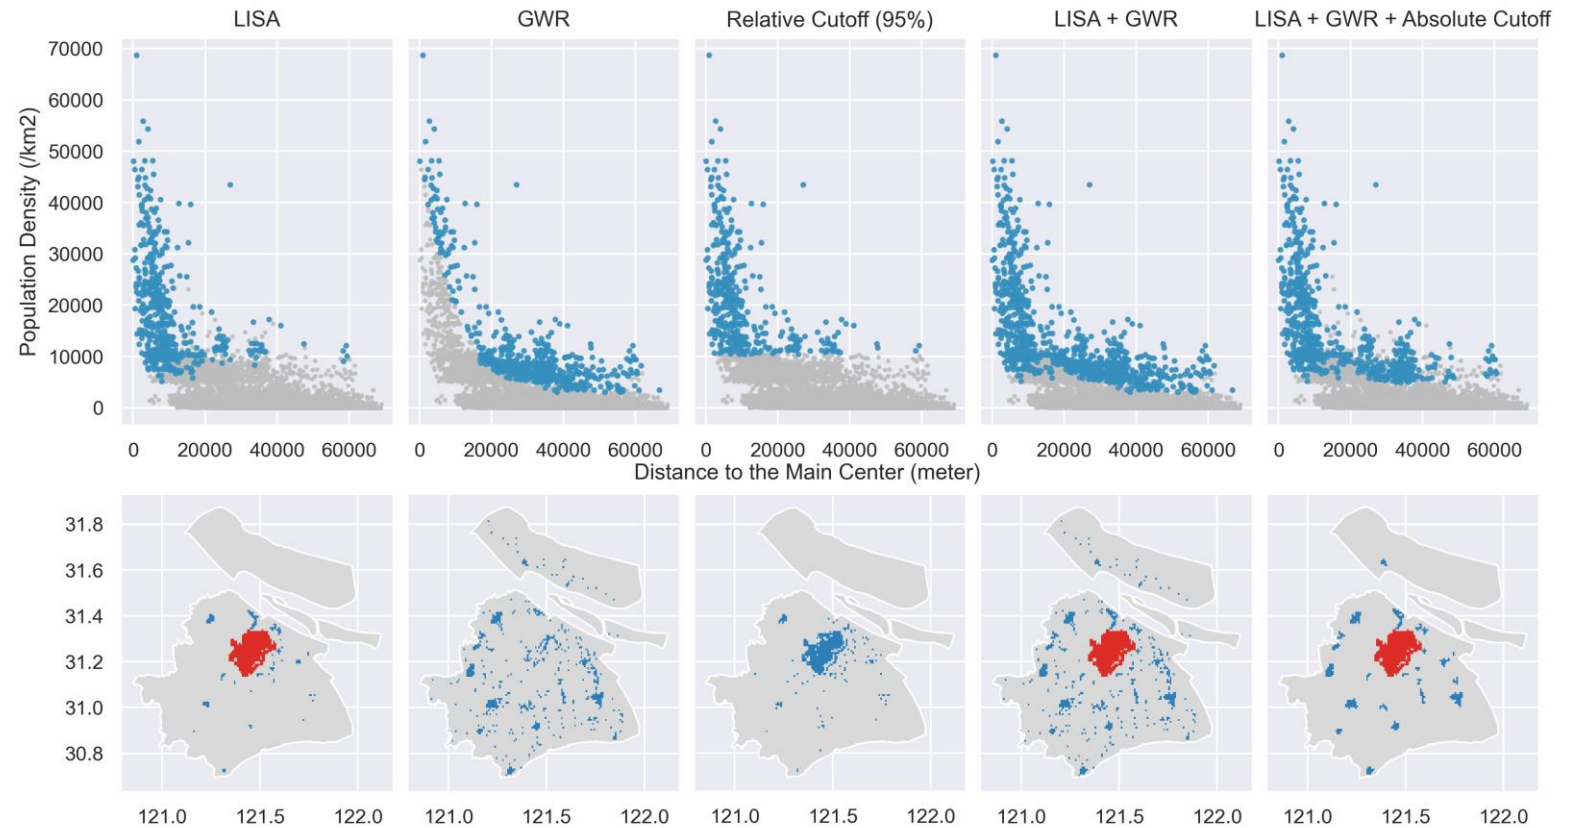 LISA GWR Relative Cutoff (95%) LISA + GWR LISA + GWR + Absolute Cutoff
Population Density (/km2)
70000
60000
50000
40000
30000
20000
10000
0
0 20000 40000 60000 0 20000 40000 60000 0 20000 40000 60000 0 20000 40000 60000 0 20000 40000 60000
Distance to the Main Center (meter)
31.8
31.6
31.4
31.2
31.0
30.8
121.0 121.5 122.0 121.0 121.5 122.0 121.0 121.5 122.0 121.0 121.5 122.0 121.0 121.5 122.0